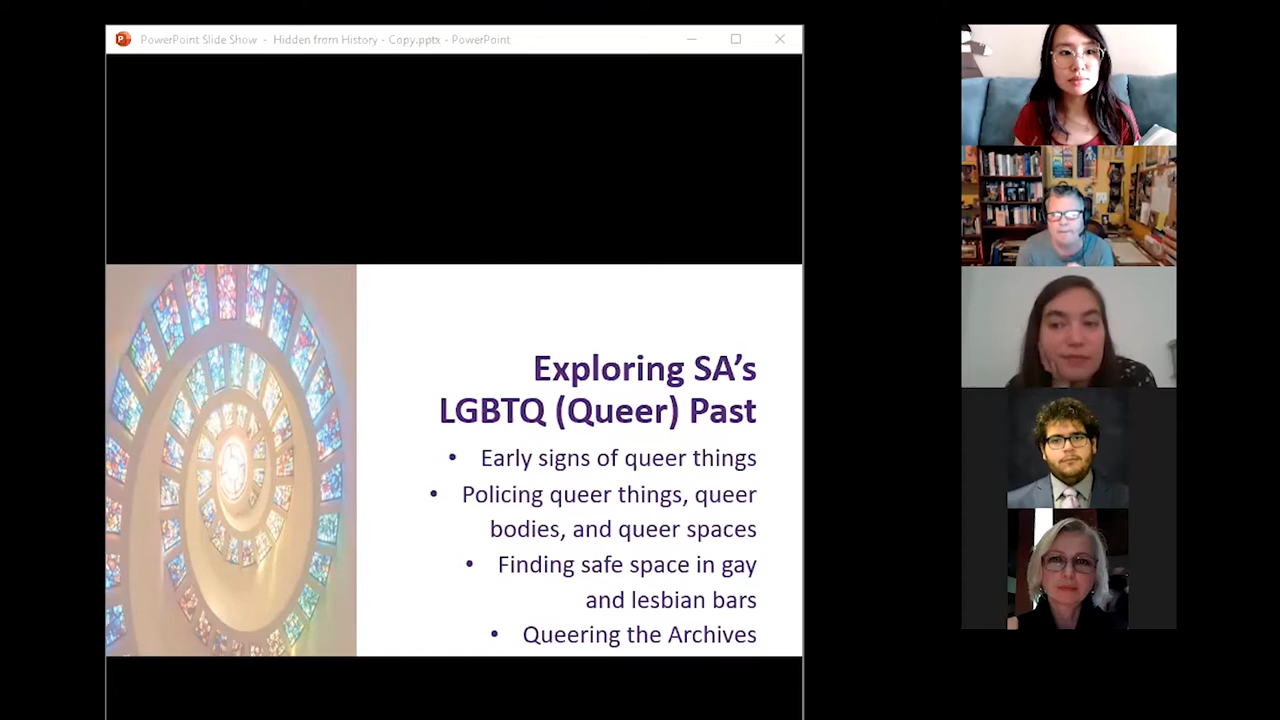 PowerPoint Slide Show - Hidden from History - Copy.pptx - PowerPoint
Exploring SA's
LGBTQ (Queer) Past
• Early signs of queer things
• Policing queer things, queer
bodies, and queer spaces
• Finding safe space in gay
and lesbian bars
• Queering the Archives